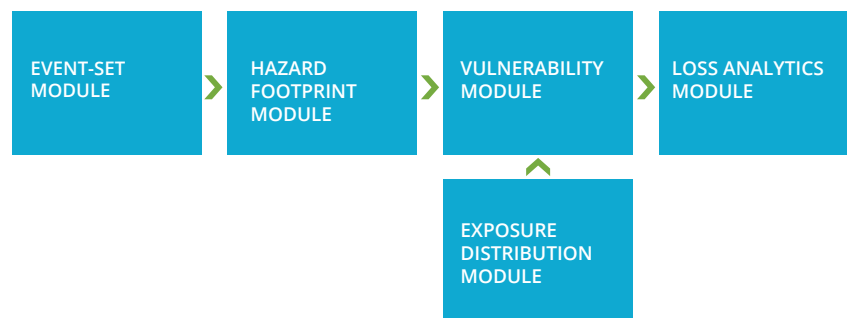 EVENT-SET
MODULE
HAZARD
FOOTPRINT
MODULE
VULNERABILITY
MODULE
LOSS ANALYTICS
MODULE
EXPOSURE
DISTRIBUTION
MODULE